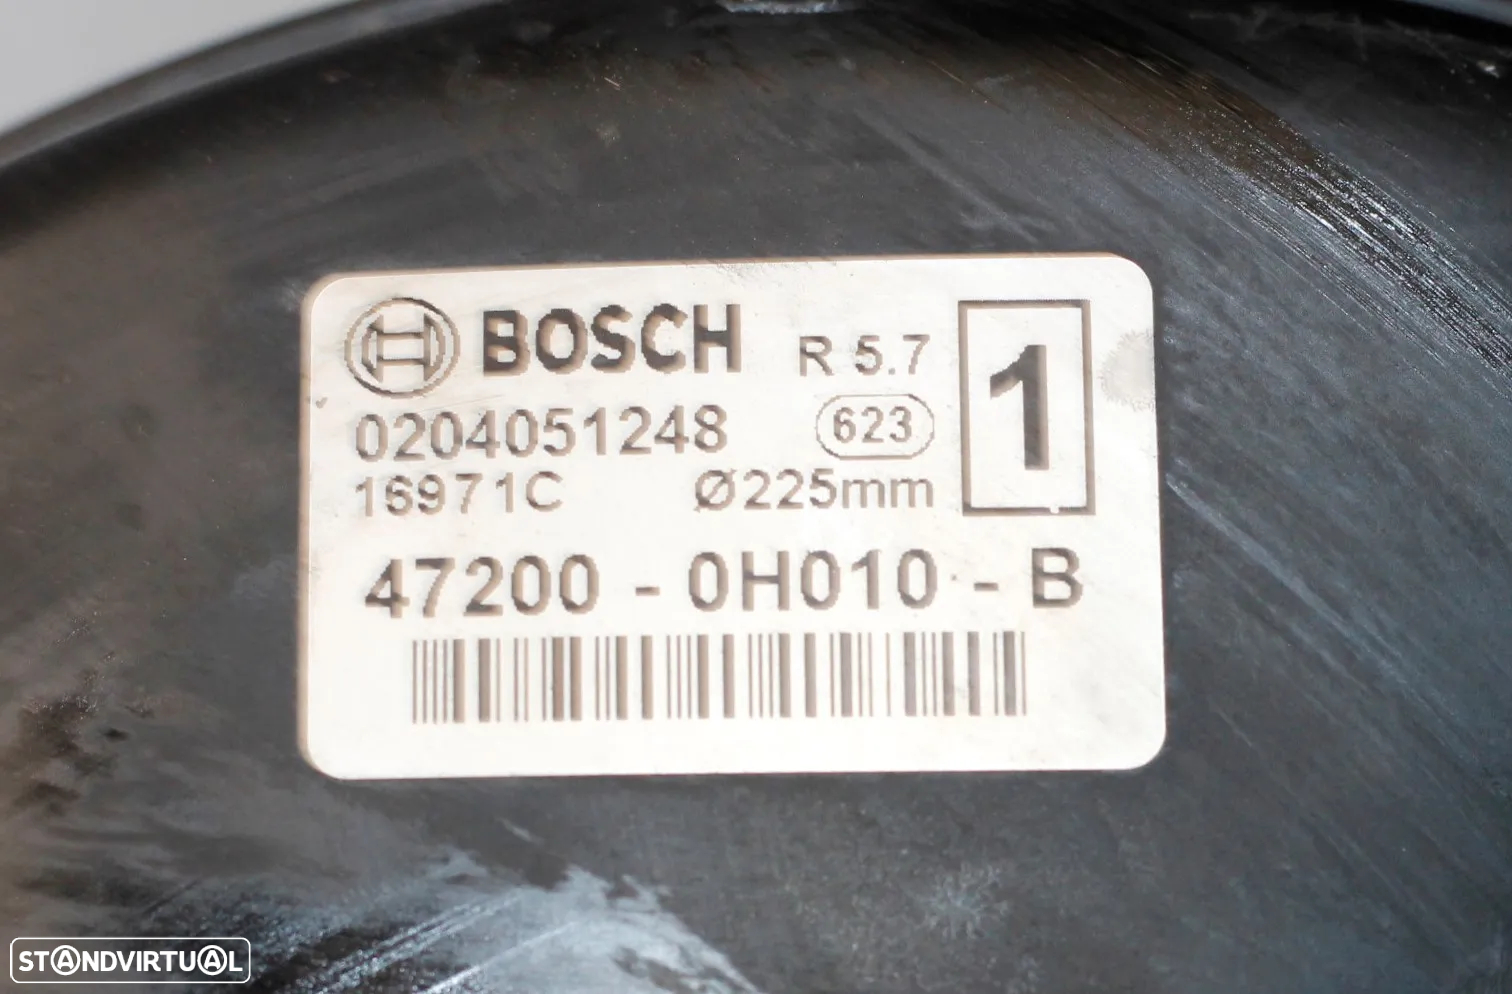 BOSCH R 5.7 1
0204051248 623
16971C Ø225mm
47200 - 0H010 - B
STANDVIRTUAL